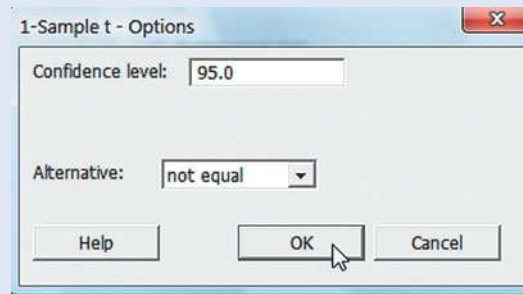 1-Sample t - Options
Confidence level: 95.0
Alternative: not equal
Help OK Cancel